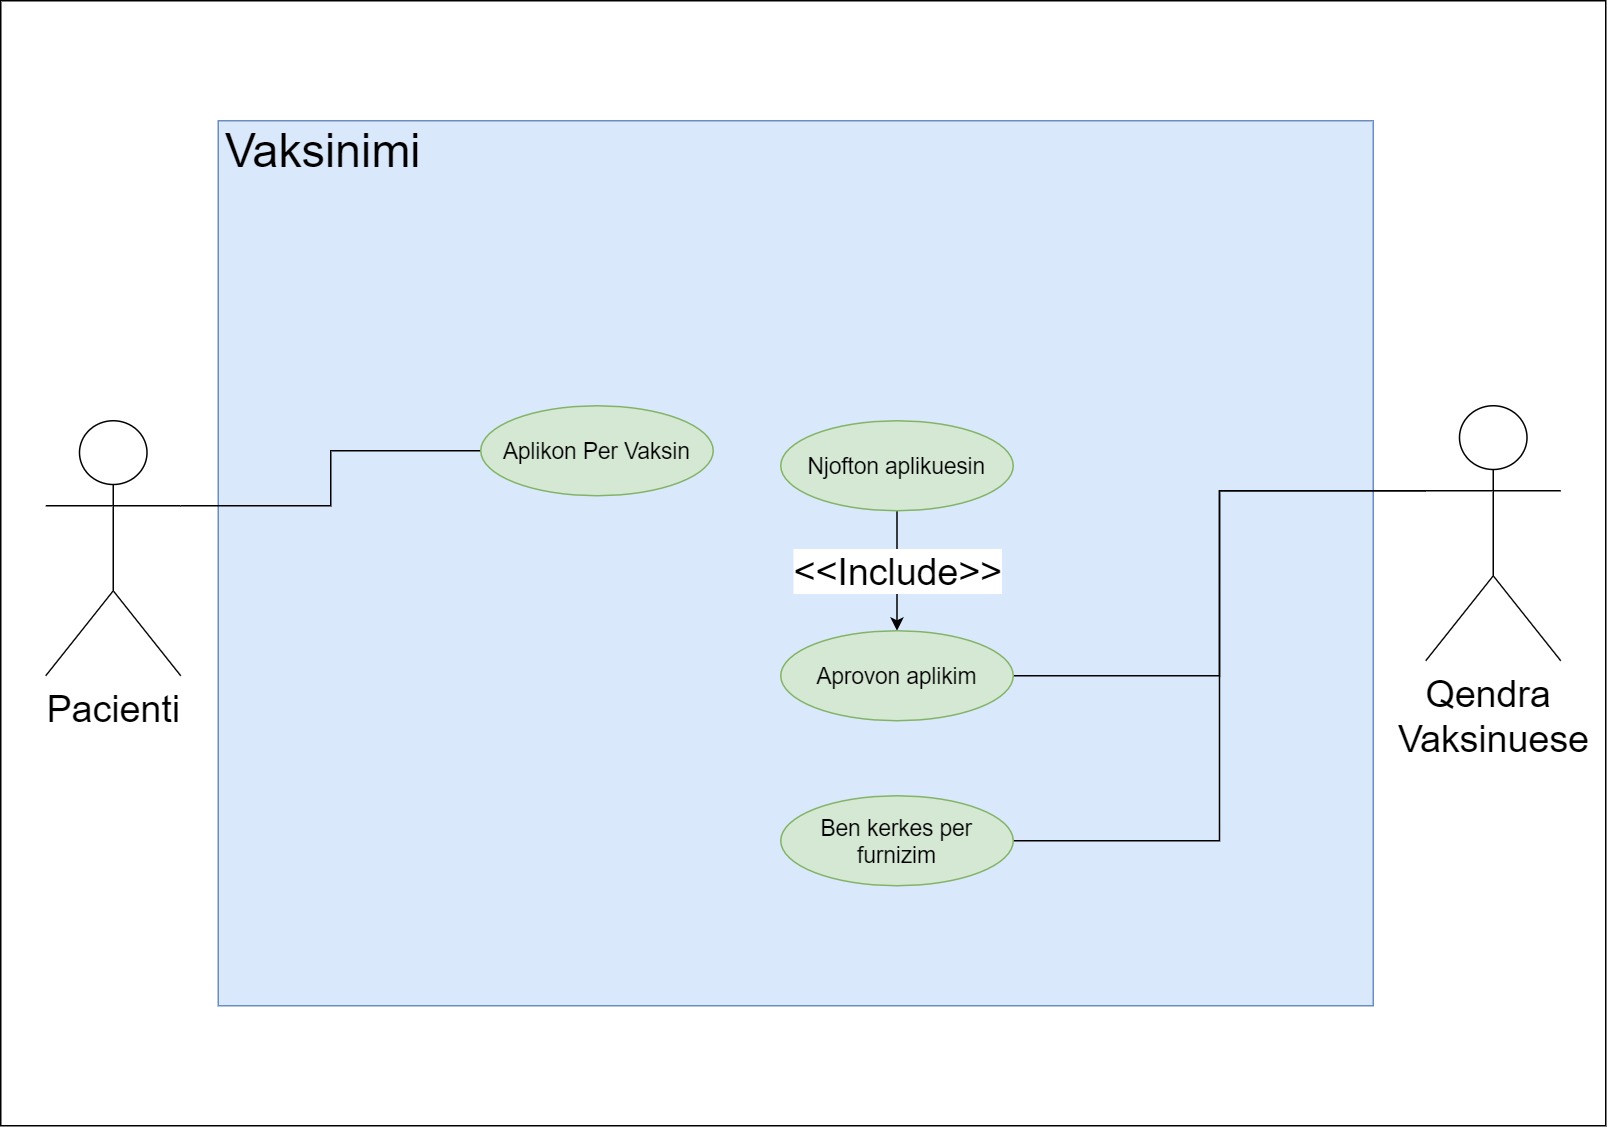 Vaksinimi
Aplikon Per Vaksin
Njofton aplikuesin
<<Include>>
Aprovon aplikim
Ben kerkes per
furnizim
Pacienti
Qendra
Vaksinuese